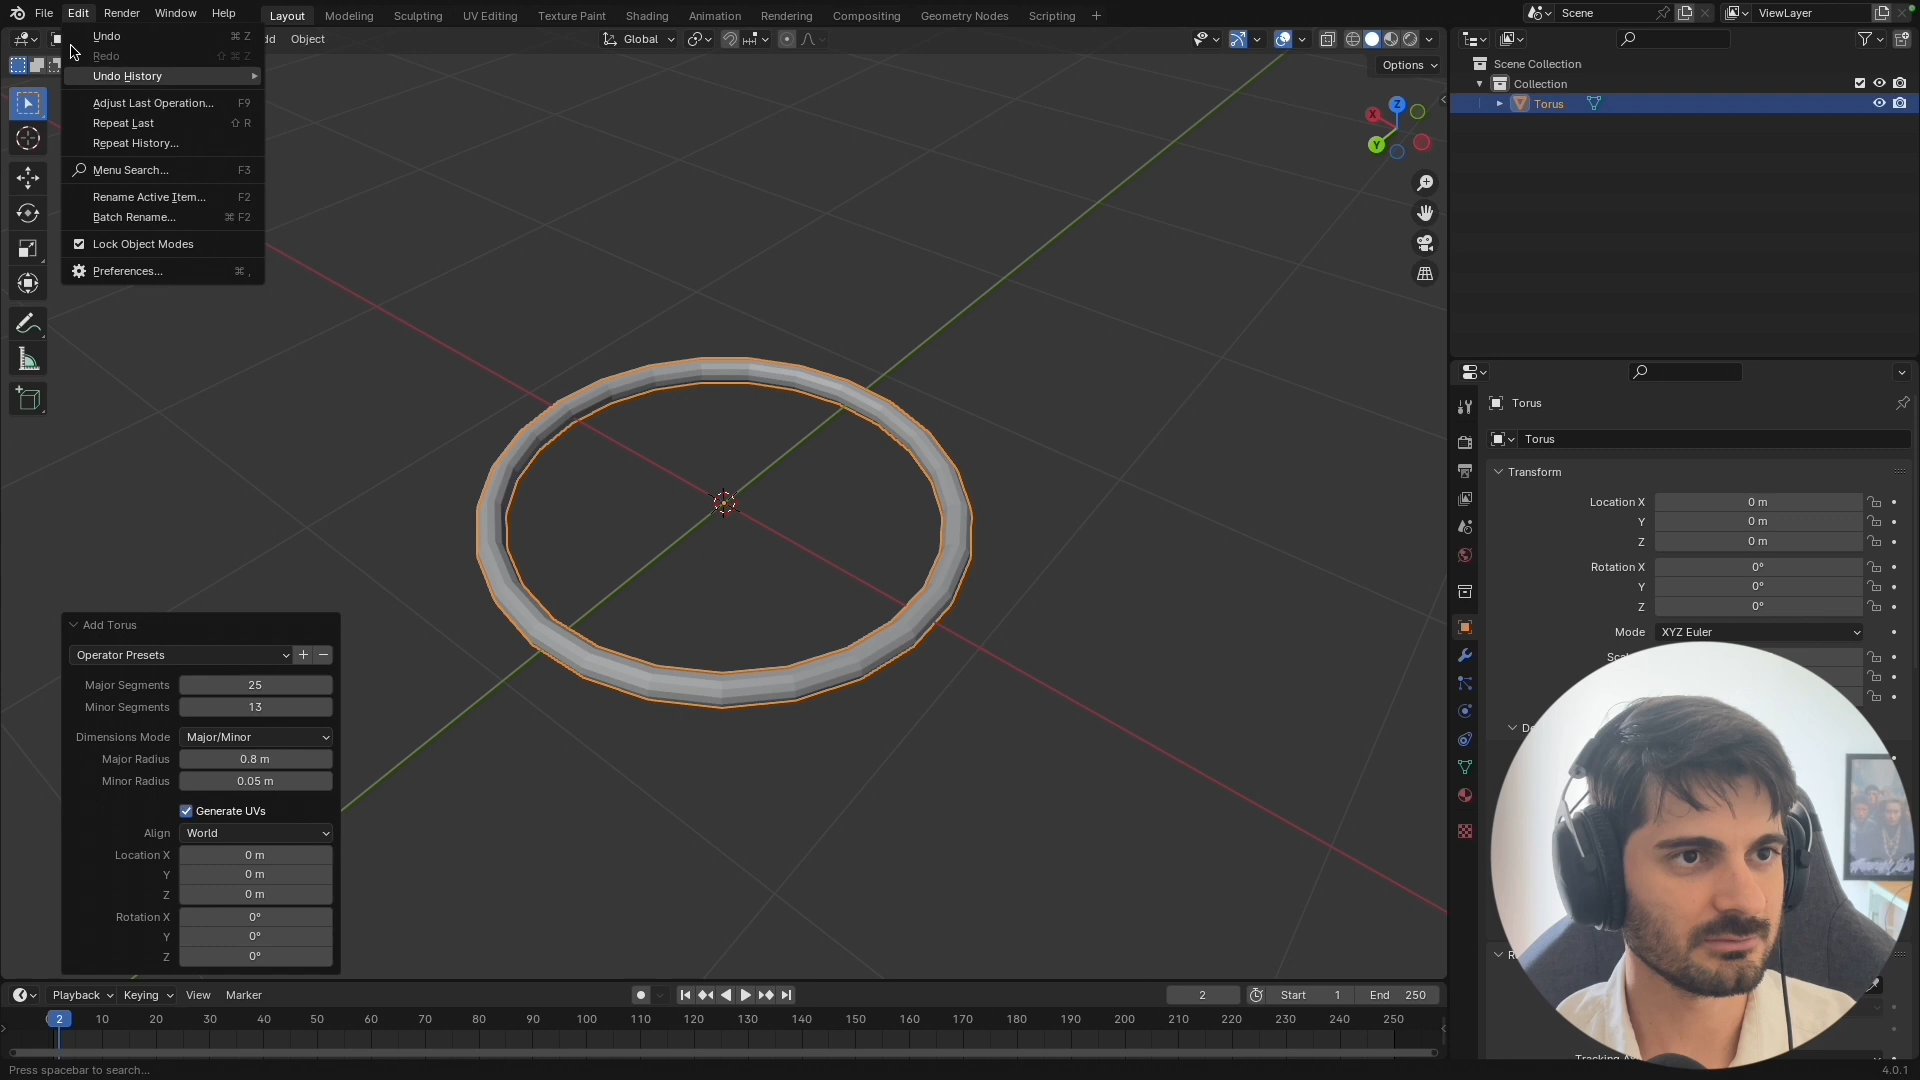 File Edit Render Window Help Layout Modeling Sculpting UV Editing Texture Paint Shading Animation Rendering Compositing Geometry Nodes Scripting + Scene ViewLayer
Object Global
Undo ⌘ Z
Redo ⇧ ⌘ Z
Undo History
Adjust Last Operation... F9
Repeat Last ⇧ R
Repeat History...
Menu Search... F3
Rename Active Item... F2
Batch Rename... ⌘ F2
Lock Object Modes
Preferences... ⌘ ,
Options
X
Y
Z
Scene Collection
Collection
Torus
Torus
Torus
Transform
Location X 0 m
Y 0 m
Z 0 m
Rotation X 0°
Y 0°
Z 0°
Mode XYZ Euler
Add Torus
Operator Presets
Major Segments 25
Minor Segments 13
Dimensions Mode Major/Minor
Major Radius 0.8 m
Minor Radius 0.05 m
Generate UVs
Align World
Location X 0 m
Y 0 m
Z 0 m
Rotation X 0°
Y 0°
Z 0°
Playback Keying View Marker 2 Start 1 End 250
2 10 20 30 40 50 60 70 80 90 100 110 120 130 140 150 160 170 180 190 200 210 220 230 240 250
Press spacebar to search... 4.0.1